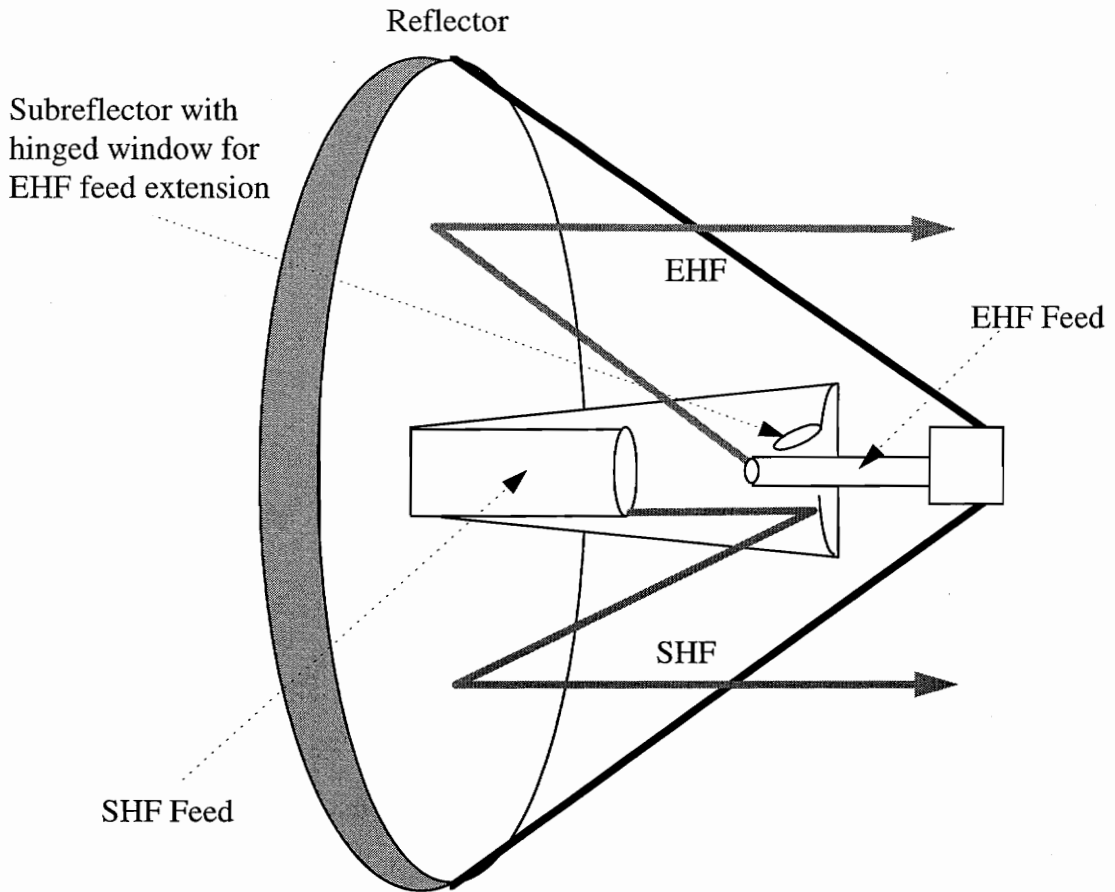 Reflector
Subreflector with
hinged window for
EHF feed extension
EHF
EHF Feed
SHF
SHF Feed